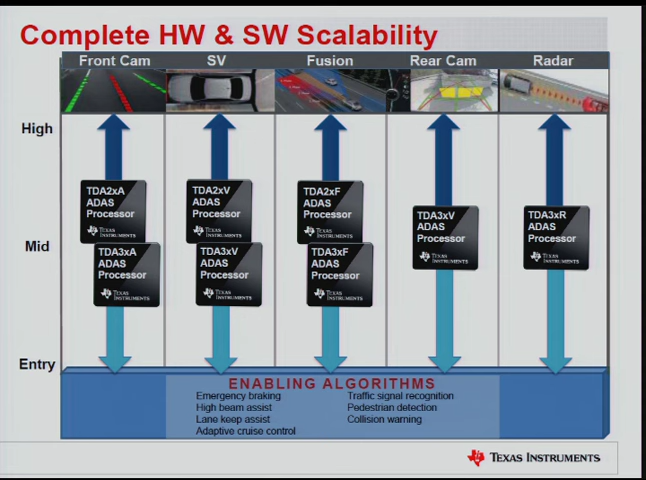 Complete HW & SW Scalability
Front Cam
SV
Fusion
Rear Cam
Radar
High
Mid
Entry
TDA2xA
ADAS
Processor
TEXAS
INSTRUMENTS
TDA3xA
ADAS
Processor
TEXAS
INSTRUMENTS
TDA2xV
ADAS
Processor
TEXAS
INSTRUMENTS
TDA3xV
ADAS
Processor
TEXAS
INSTRUMENTS
TDA2xF
ADAS
Processor
TEXAS
INSTRUMENTS
TDA3xF
ADAS
Processor
TEXAS
INSTRUMENTS
TDA3xV
ADAS
Processor
TEXAS
INSTRUMENTS
TDA3xR
ADAS
Processor
TEXAS
INSTRUMENTS
ENABLING ALGORITHMS
Emergency braking
High beam assist
Lane keep assist
Adaptive cruise control
Traffic signal recognition
Pedestrian detection
Collision warning
TEXAS INSTRUMENTS